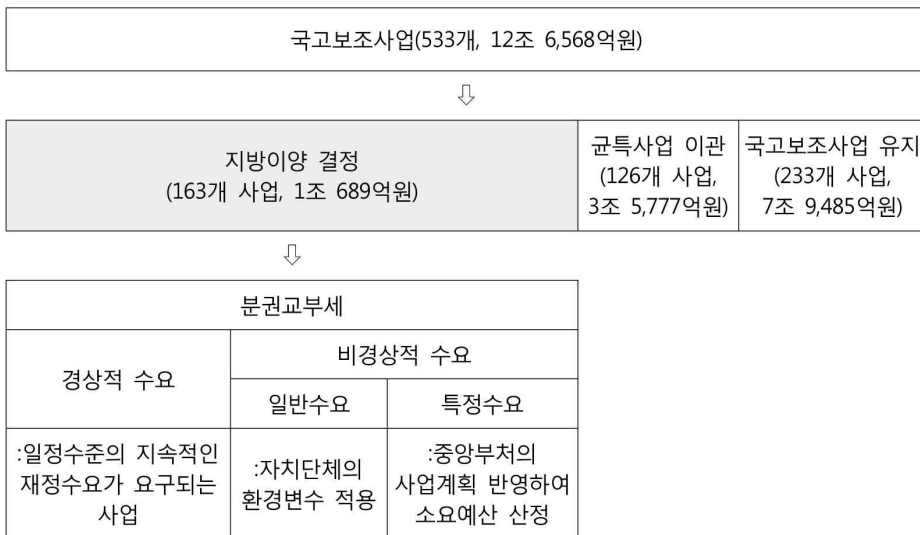 국고보조사업(533개, 12조 6,568억원)
⇩
지방이양 결정
(163개 사업, 1조 689억원)
균특사업 이관
(126개 사업,
3조 5,777억원)
국고보조사업 유지
(233개 사업,
7조 9,485억원)
⇩
분권교부세
경상적 수요
비경상적 수요
일반수요
특정수요
:일정수준의 지속적인
재정수요가 요구되는
사업
:자치단체의
환경변수 적용
:중앙부처의
사업계획 반영하여
소요예산 산정